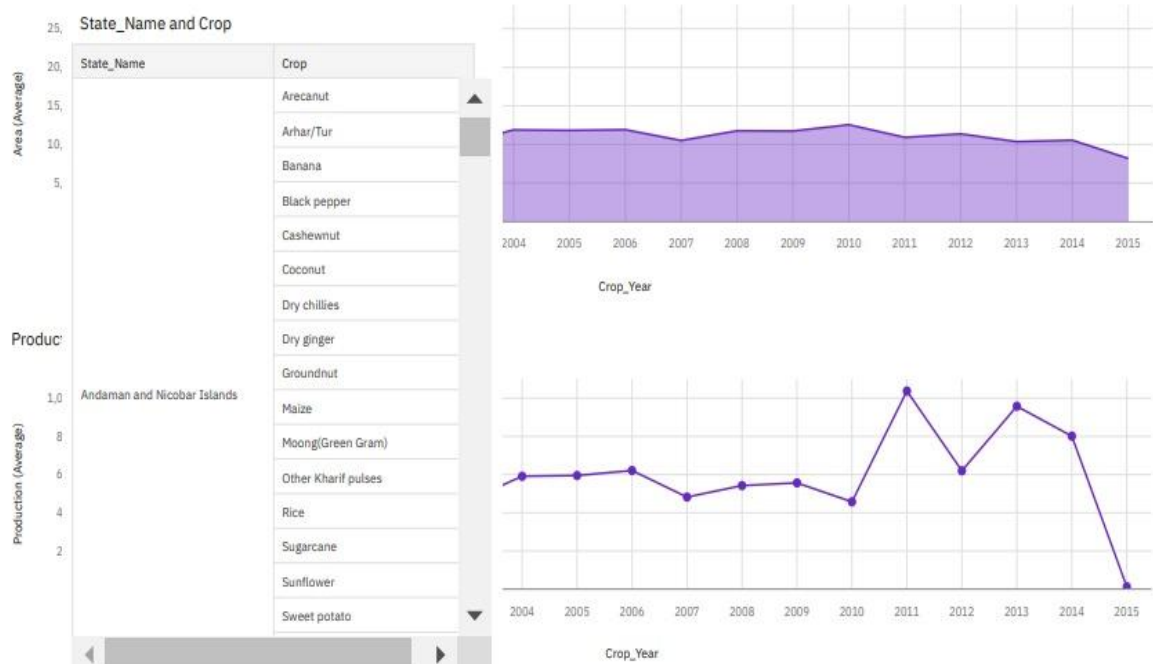 State_Name and Crop
State_Name Crop
Andaman and Nicobar Islands
Arecanut
Arhar/Tur
Banana
Black pepper
Cashewnut
Coconut
Dry chillies
Dry ginger
Groundnut
Maize
Moong(Green Gram)
Other Kharif pulses
Rice
Sugarcane
Sunflower
Sweet potato
Area (Average)
25,
20,
15,
10,
5,
2004 2005 2006 2007 2008 2009 2010 2011 2012 2013 2014 2015
Crop_Year
Produc
Production (Average)
1,0
8
6
4
2
2004 2005 2006 2007 2008 2009 2010 2011 2012 2013 2014 2015
Crop_Year